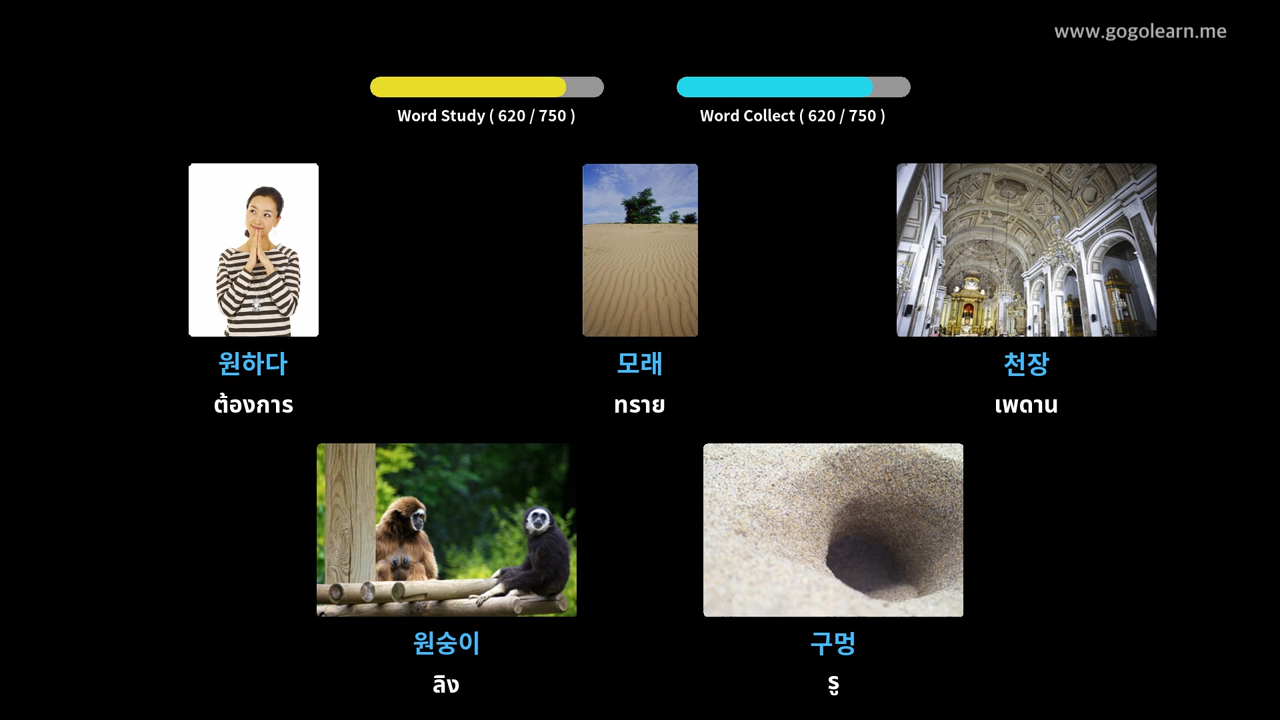 www.gogolearn.me
Word Study ( 620 / 750 )
Word Collect ( 620 / 750 )
원하다
ต้องการ
모래
ทราย
천장
เพดาน
원숭이
ลิง
구멍
รู